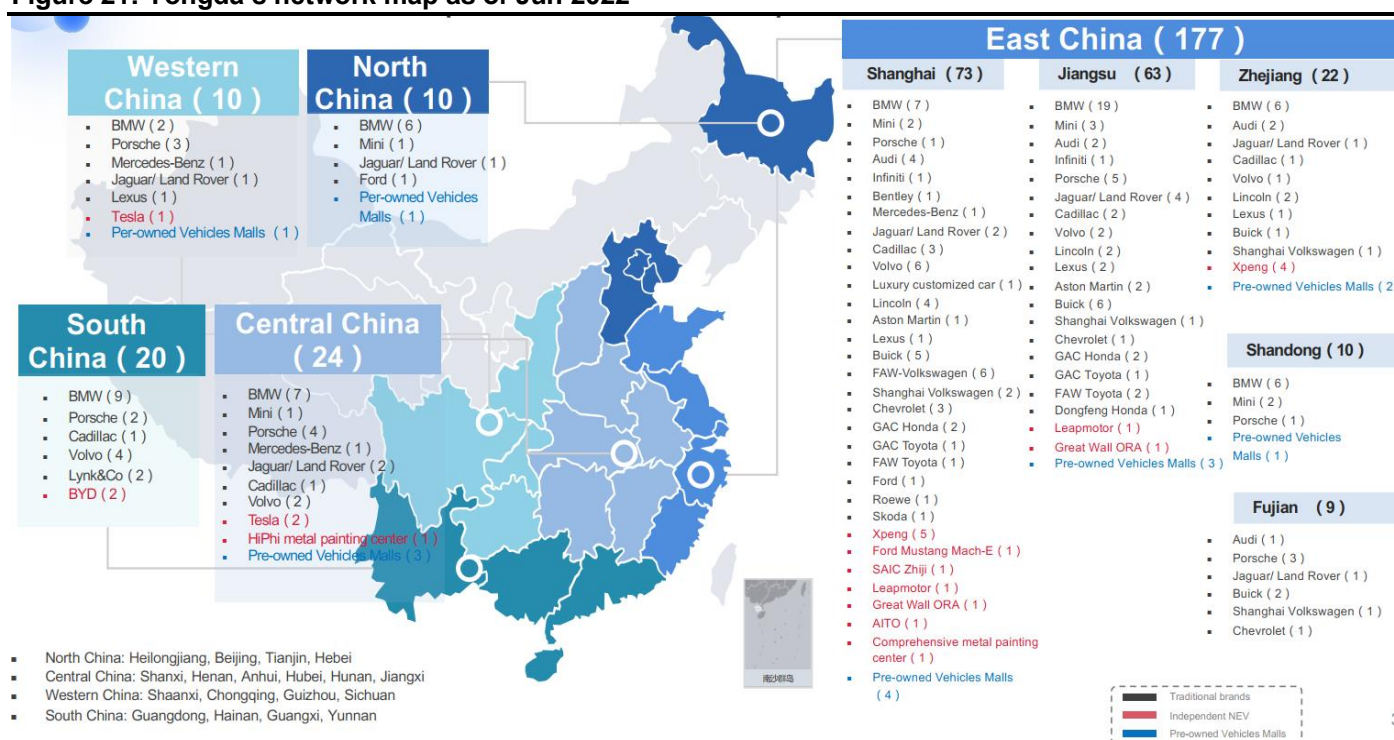 Figure 21: Yongda's network map as of Jun 2022
Western
China ( 10 )
▪ BMW ( 2 )
▪ Porsche ( 3 )
▪ Mercedes-Benz ( 1 )
▪ Jaguar/ Land Rover ( 1 )
▪ Lexus ( 1 )
▪ Tesla ( 1 )
▪ Per-owned Vehicles Malls ( 1 )
North
China ( 10 )
▪ BMW ( 6 )
▪ Mini ( 1 )
▪ Jaguar/ Land Rover ( 1 )
▪ Ford ( 1 )
▪ Per-owned Vehicles
Malls ( 1 )
South
China ( 20 )
▪ BMW ( 9 )
▪ Porsche ( 2 )
▪ Cadillac ( 1 )
▪ Volvo ( 4 )
▪ Lynk&Co ( 2 )
▪ BYD ( 2 )
Central China
( 24 )
▪ BMW ( 7 )
▪ Mini ( 1 )
▪ Porsche ( 4 )
▪ Mercedes-Benz ( 1 )
▪ Jaguar/ Land Rover ( 2 )
▪ Cadillac ( 1 )
▪ Volvo ( 2 )
▪ Tesla ( 2 )
▪ HiPhi metal painting center ( 1 )
▪ Pre-owned Vehicles Malls ( 3 )
East China ( 177 )
Shanghai ( 73 )
▪ BMW ( 7 )
▪ Mini ( 2 )
▪ Porsche ( 1 )
▪ Audi ( 4 )
▪ Infiniti ( 1 )
▪ Bentley ( 1 )
▪ Mercedes-Benz ( 1 )
▪ Jaguar/ Land Rover ( 2 )
▪ Cadillac ( 3 )
▪ Volvo ( 6 )
▪ Luxury customized car ( 1 )
▪ Lincoln ( 4 )
▪ Aston Martin ( 1 )
▪ Lexus ( 1 )
▪ Buick ( 5 )
▪ FAW-Volkswagen ( 6 )
▪ Shanghai Volkswagen ( 2 )
▪ Chevrolet ( 3 )
▪ GAC Honda ( 2 )
▪ GAC Toyota ( 1 )
▪ FAW Toyota ( 1 )
▪ Ford ( 1 )
▪ Roewe ( 1 )
▪ Skoda ( 1 )
▪ Xpeng ( 5 )
▪ Ford Mustang Mach-E ( 1 )
▪ SAIC Zhiji ( 1 )
▪ Leapmotor ( 1 )
▪ Great Wall ORA ( 1 )
▪ AITO ( 1 )
▪ Comprehensive metal painting
center ( 1 )
▪ Pre-owned Vehicles Malls
( 4 )
Jiangsu ( 63 )
▪ BMW ( 19 )
▪ Mini ( 3 )
▪ Audi ( 2 )
▪ Infiniti ( 1 )
▪ Porsche ( 5 )
▪ Jaguar/ Land Rover ( 4 )
▪ Cadillac ( 2 )
▪ Volvo ( 2 )
▪ Lincoln ( 2 )
▪ Lexus ( 2 )
▪ Aston Martin ( 2 )
▪ Buick ( 6 )
▪ Shanghai Volkswagen ( 1 )
▪ Chevrolet ( 1 )
▪ GAC Honda ( 2 )
▪ GAC Toyota ( 1 )
▪ FAW Toyota ( 2 )
▪ Dongfeng Honda ( 1 )
▪ Leapmotor ( 1 )
▪ Great Wall ORA ( 1 )
▪ Pre-owned Vehicles Malls ( 3 )
Zhejiang ( 22 )
▪ BMW ( 6 )
▪ Audi ( 2 )
▪ Jaguar/ Land Rover ( 1 )
▪ Cadillac ( 1 )
▪ Volvo ( 1 )
▪ Lincoln ( 2 )
▪ Lexus ( 1 )
▪ Buick ( 1 )
▪ Shanghai Volkswagen ( 1 )
▪ Xpeng ( 4 )
▪ Pre-owned Vehicles Malls ( 2
Shandong ( 10 )
▪ BMW ( 6 )
▪ Mini ( 2 )
▪ Porsche ( 1 )
▪ Pre-owned Vehicles
Malls ( 1 )
Fujian ( 9 )
▪ Audi ( 1 )
▪ Porsche ( 3 )
▪ Jaguar/ Land Rover ( 1 )
▪ Buick ( 2 )
▪ Shanghai Volkswagen ( 1 )
▪ Chevrolet ( 1 )
▪ North China: Heilongjiang, Beijing, Tianjin, Hebei
▪ Central China: Shanxi, Henan, Anhui, Hubei, Hunan, Jiangxi
▪ Western China: Shaanxi, Chongqing, Guizhou, Sichuan
▪ South China: Guangdong, Hainan, Guangxi, Yunnan
Traditional brands
Independent NEV
Pre-owned Vehicles Malls